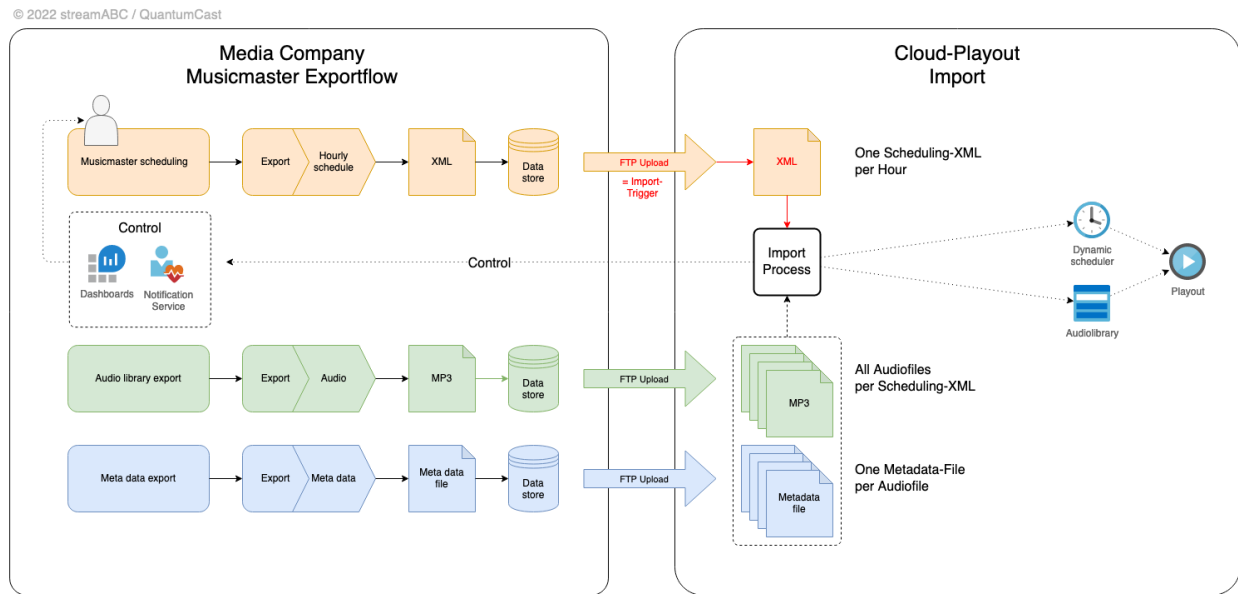 © 2022 streamABC / QuantumCast
Media Company
Musicmaster Exportflow
Cloud-Playout
Import
Musicmaster scheduling
Export
Hourly
schedule
XML
Data
store
FTP Upload
= Import-
Trigger
XML
One Scheduling-XML
per Hour
Control
Dashboards
Notification
Service
Control
Import
Process
Dynamic
scheduler
Audiolibrary
Playout
Audio library export
Export
Audio
MP3
Data
store
FTP Upload
MP3
All Audiofiles
per Scheduling-XML
Meta data export
Export
Meta data
Meta data
file
Data
store
FTP Upload
Metadata
file
One Metadata-File
per Audiofile